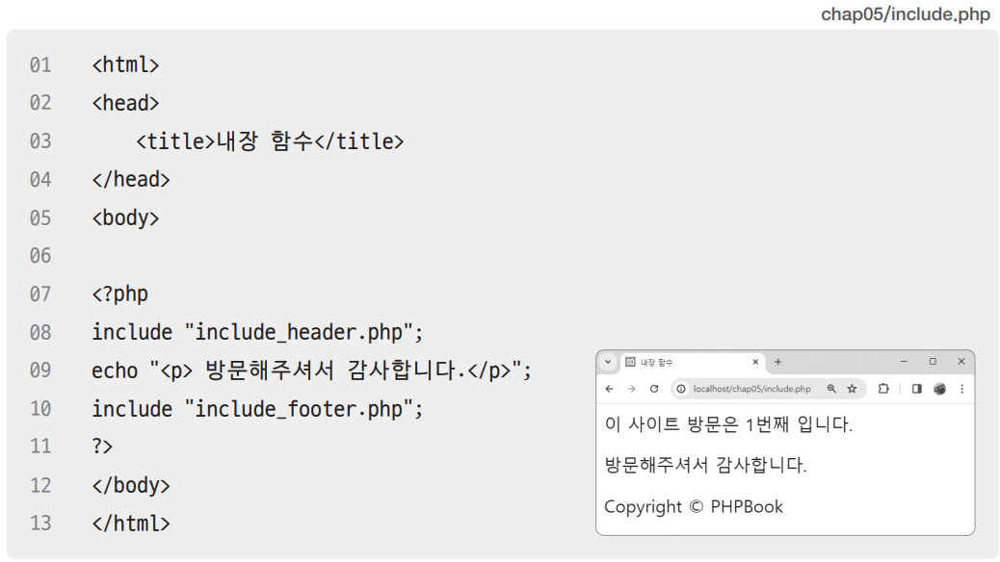 chap05/include.php
01 <html>
02 <head>
03 <title>내장 함수</title>
04 </head>
05 <body>
06
07 <?php
08 include "include_header.php";
09 echo "<p> 방문해주셔서 감사합니다.</p>";
10 include "include_footer.php";
11 ?>
12 </body>
13 </html>
내장 함수
localhost/chap05/include.php
이 사이트 방문은 1번째 입니다.
방문해주셔서 감사합니다.
Copyright © PHPBook